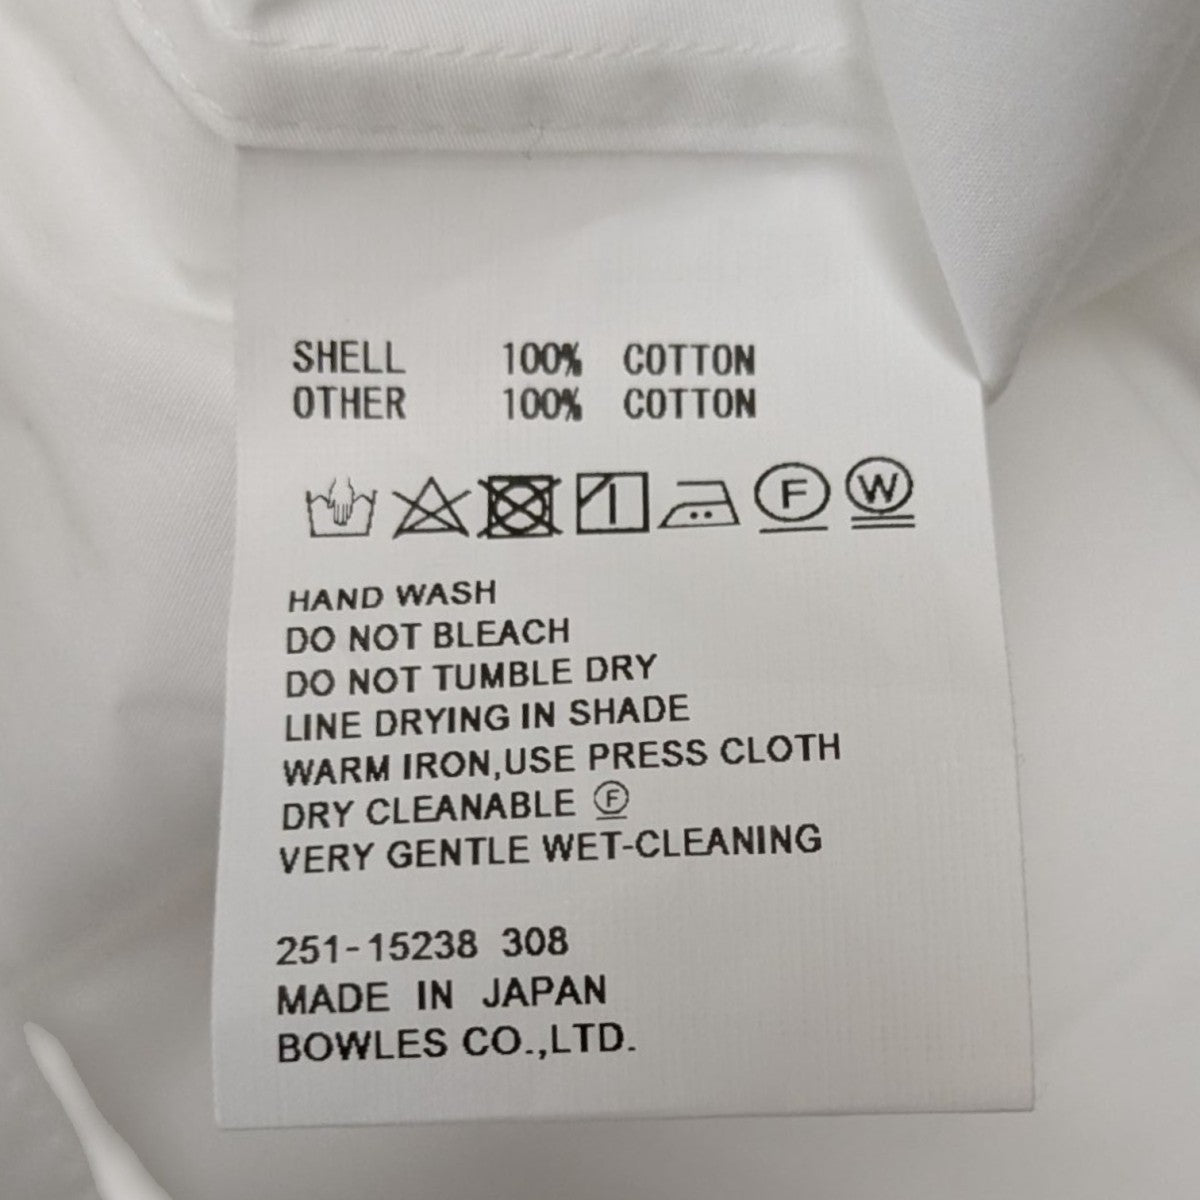 SHELL 100% COTTON
OTHER 100% COTTON
F W
HAND WASH
DO NOT BLEACH
DO NOT TUMBLE DRY
LINE DRYING IN SHADE
WARM IRON,USE PRESS CLOTH
DRY CLEANABLE Ⓕ
VERY GENTLE WET-CLEANING
251-15238 308
MADE IN JAPAN
BOWLES CO.,LTD.